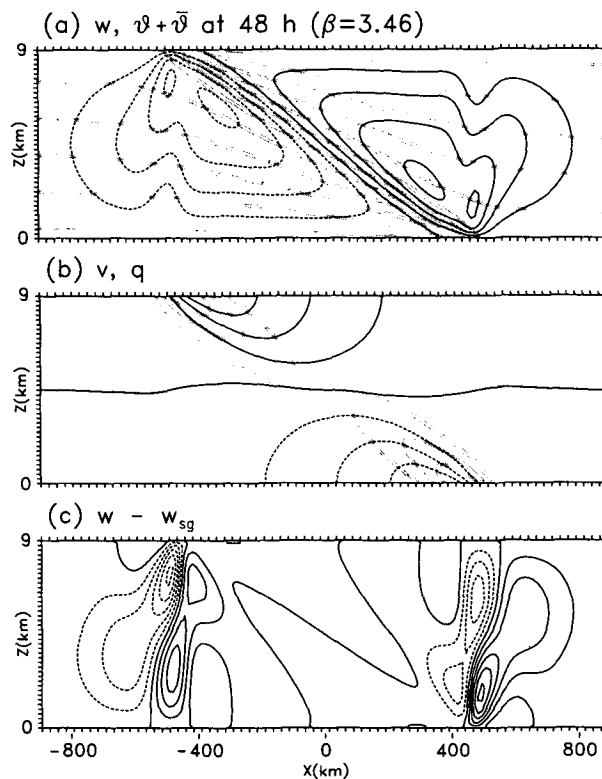 (a) w, ϑ+ϑ̄ at 48 h (β=3.46)
9
Z(km)
0
(b) v, q
9
Z(km)
0
(c) w − w_sg
9
Z(km)
0
−800 −400 0 400 800
X(km)